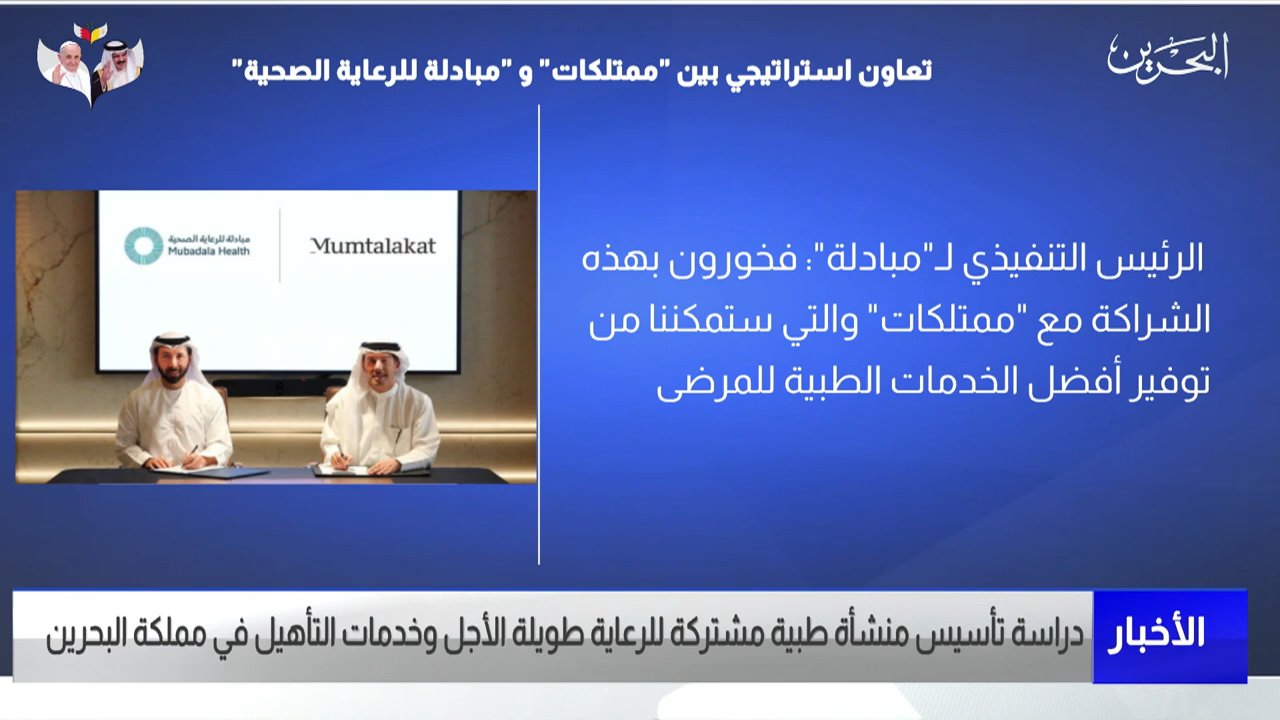 البحرين
تعاون استراتيجي بين "ممتلكات" و "مبادلة للرعاية الصحية"
مبادلة للرعاية الصحية
Mubadala Health
Mumtalakat
الرئيس التنفيذي لـ"مبادلة": فخورون بهذه
الشراكة مع "ممتلكات" والتي ستمكننا من
توفير أفضل الخدمات الطبية للمرضى
الأخبار
دراسة تأسيس منشأة طبية مشتركة للرعاية طويلة الأجل وخدمات التأهيل في مملكة البحرين